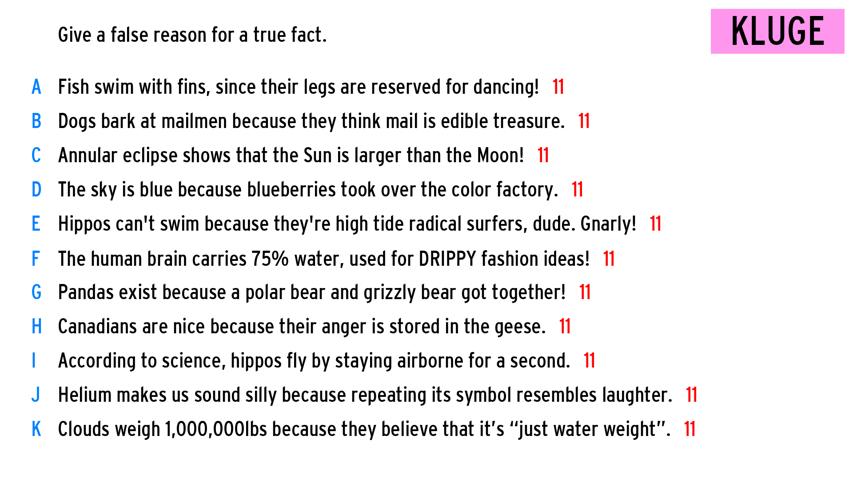 Give a false reason for a true fact.
KLUGE
A Fish swim with fins, since their legs are reserved for dancing! 11
B Dogs bark at mailmen because they think mail is edible treasure. 11
C Annular eclipse shows that the Sun is larger than the Moon! 11
D The sky is blue because blueberries took over the color factory. 11
E Hippos can't swim because they're high tide radical surfers, dude. Gnarly! 11
F The human brain carries 75% water, used for DRIPPY fashion ideas! 11
G Pandas exist because a polar bear and grizzly bear got together! 11
H Canadians are nice because their anger is stored in the geese. 11
I According to science, hippos fly by staying airborne for a second. 11
J Helium makes us sound silly because repeating its symbol resembles laughter. 11
K Clouds weigh 1,000,000lbs because they believe that it’s “just water weight”. 11